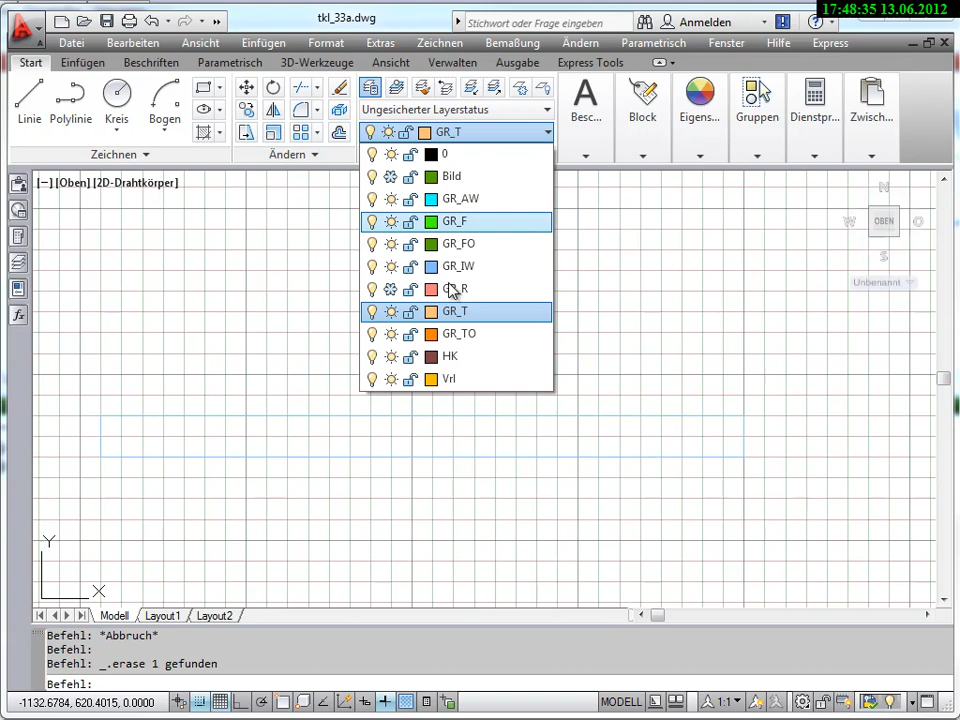 17:48:35 13.06.2012
tkl_33a.dwg
Stichwort oder Frage eingeben
Anmelden
Datei Bearbeiten Ansicht Einfügen Format Extras Zeichnen Bemaßung Ändern Parametrisch Fenster Hilfe Express
Start Einfügen Beschriften Parametrisch 3D-Werkzeuge Ansicht Verwalten Ausgabe Express Tools
Linie Polylinie Kreis Bogen
Zeichnen
Ändern
Ungesicherter Layerstatus
GR_T
Besc... Block Eigens... Gruppen Dienstpr... Zwisch...
0
Bild
GR_AW
GR_F
GR_FO
GR_IW
GR_T
GR_TO
HK
Vrl
[−] [Oben] [2D-Drahtkörper]
N
W OBEN O
S
Unbenannt
Y
X
Modell Layout1 Layout2
Befehl: *Abbruch*
Befehl:
Befehl: _.erase 1 gefunden
Befehl:
-1132.6784, 620.4015, 0.0000
MODELL
1:1